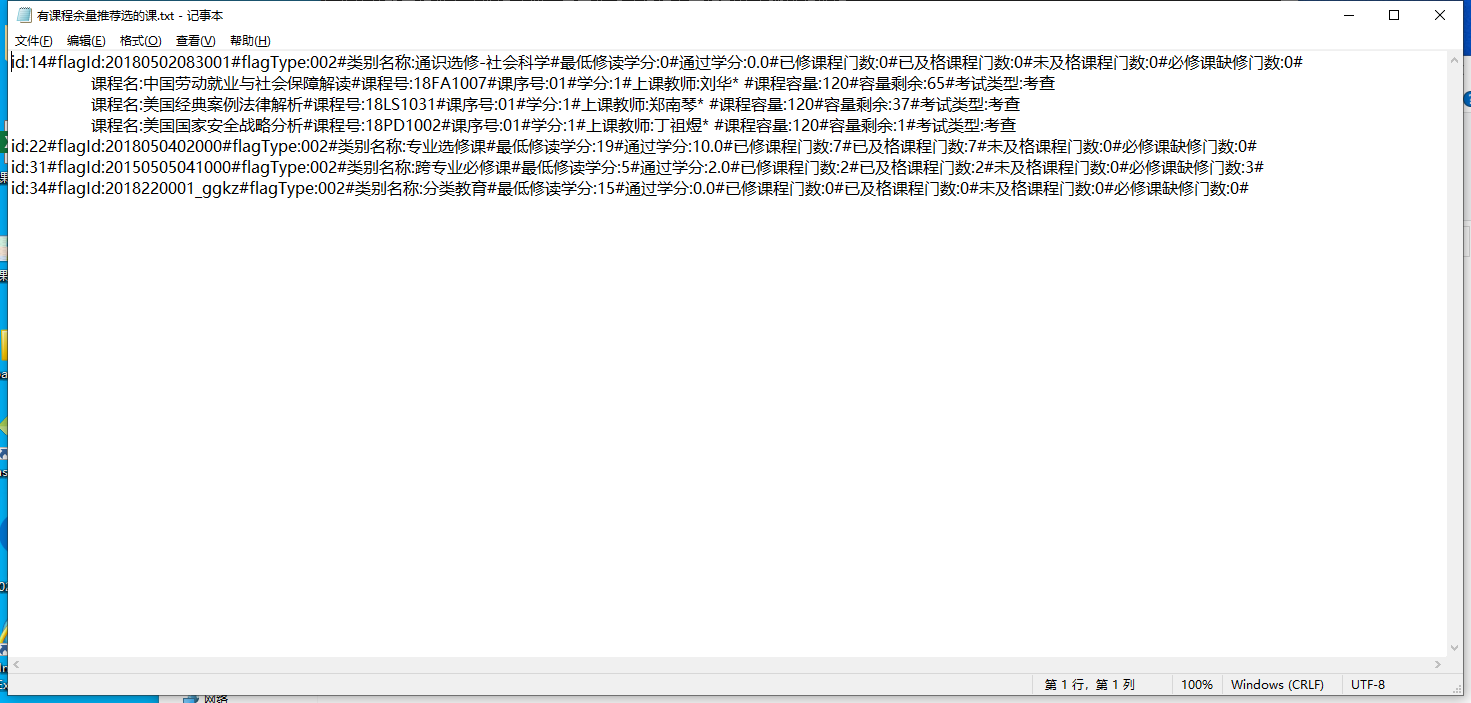 有课程余量推荐选的课.txt - 记事本
文件(F) 编辑(E) 格式(O) 查看(V) 帮助(H)
id:14#flagId:20180502083001#flagType:002#类别名称:通识选修-社会科学#最低修读学分:0#通过学分:0.0#已修课程门数:0#已及格课程门数:0#未及格课程门数:0#必修课缺修门数:0#
课程名:中国劳动就业与社会保障解读#课程号:18FA1007#课序号:01#学分:1#上课教师:刘华* #课程容量:120#容量剩余:65#考试类型:考查
课程名:美国经典案例法律解析#课程号:18LS1031#课序号:01#学分:1#上课教师:郑南琴* #课程容量:120#容量剩余:37#考试类型:考查
课程名:美国国家安全战略分析#课程号:18PD1002#课序号:01#学分:1#上课教师:丁祖煜* #课程容量:120#容量剩余:1#考试类型:考查
id:22#flagId:2018050402000#flagType:002#类别名称:专业选修课#最低修读学分:19#通过学分:10.0#已修课程门数:7#已及格课程门数:7#未及格课程门数:0#必修课缺修门数:0#
id:31#flagId:20150505041000#flagType:002#类别名称:跨专业必修课#最低修读学分:5#通过学分:2.0#已修课程门数:2#已及格课程门数:2#未及格课程门数:0#必修课缺修门数:3#
id:34#flagId:2018220001_ggkz#flagType:002#类别名称:分类教育#最低修读学分:15#通过学分:0.0#已修课程门数:0#已及格课程门数:0#未及格课程门数:0#必修课缺修门数:0#
第 1 行，第 1 列 100% Windows (CRLF) UTF-8
网络